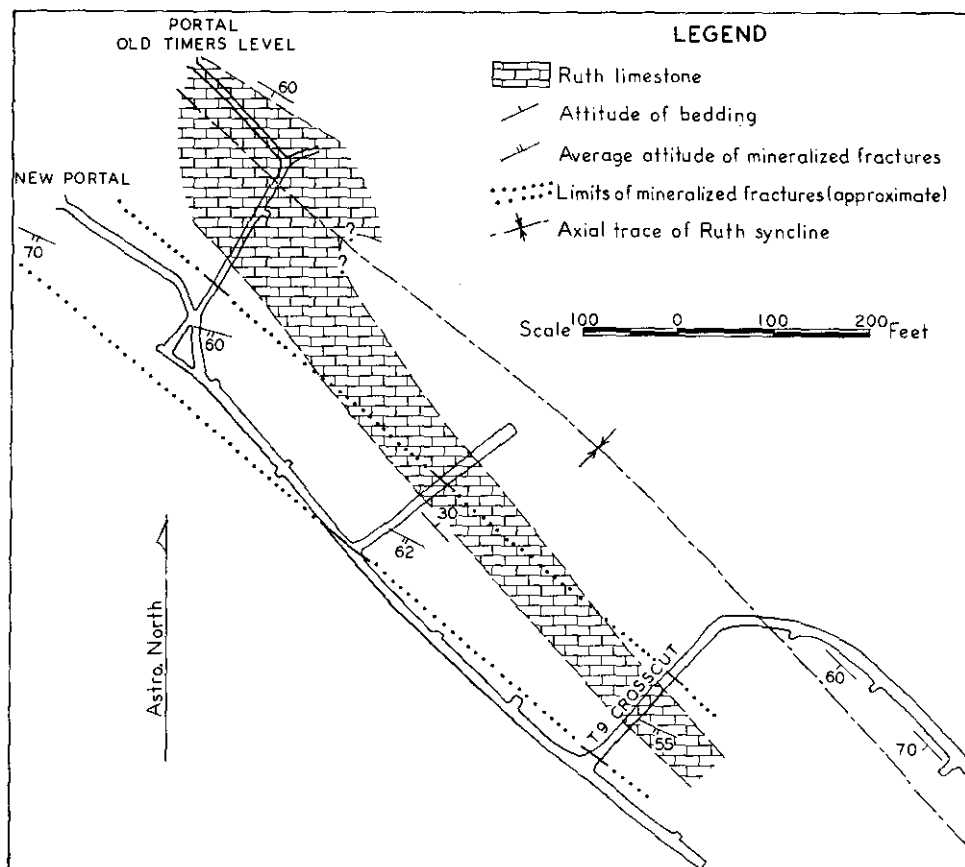 PORTAL
OLD TIMERS LEVEL
60
NEW PORTAL
70
60
?
?
30
62
T9 CROSSCUT
55
60
70
Astro. North
LEGEND
Ruth limestone
Attitude of bedding
Average attitude of mineralized fractures
Limits of mineralized fractures (approximate)
Axial trace of Ruth syncline
Scale 100 0 100 200 Feet